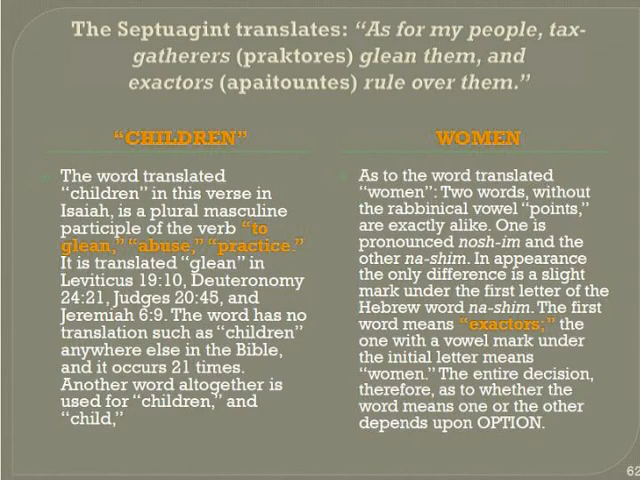 The Septuagint translates: “As for my people, tax-
gatherers (praktores) glean them, and
exactors (apaitountes) rule over them.”
“CHILDREN”
The word translated
“children” in this verse in
Isaiah, is a plural masculine
participle of the verb “to
glean,” “abuse,” “practice.”
It is translated “glean” in
Leviticus 19:10, Deuteronomy
24:21, Judges 20:45, and
Jeremiah 6:9. The word has no
translation such as “children”
anywhere else in the Bible,
and it occurs 21 times.
Another word altogether is
used for “children,” and
“child,”
WOMEN
As to the word translated
“women”: Two words, without
the rabbinical vowel “points,”
are exactly alike. One is
pronounced nosh-im and the
other na-shim. In appearance
the only difference is a slight
mark under the first letter of the
Hebrew word na-shim. The first
word means “exactors;” the
one with a vowel mark under
the initial letter means
“women.” The entire decision,
therefore, as to whether the
word means one or the other
depends upon OPTION.
62